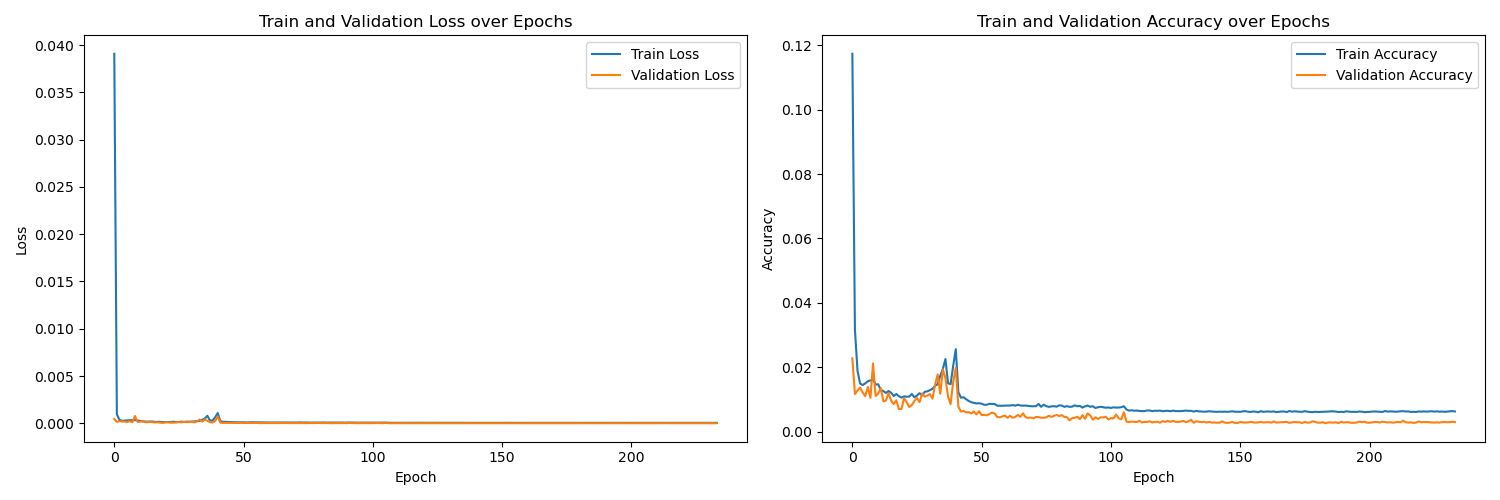 Train and Validation Loss over Epochs
0.040
0.035
0.030
0.025
0.020
0.015
0.010
0.005
0.000
Loss
0
50
100
150
200
Epoch
Train Loss
Validation Loss
Train and Validation Accuracy over Epochs
0.12
0.10
0.08
0.06
0.04
0.02
0.00
Accuracy
0
50
100
150
200
Epoch
Train Accuracy
Validation Accuracy